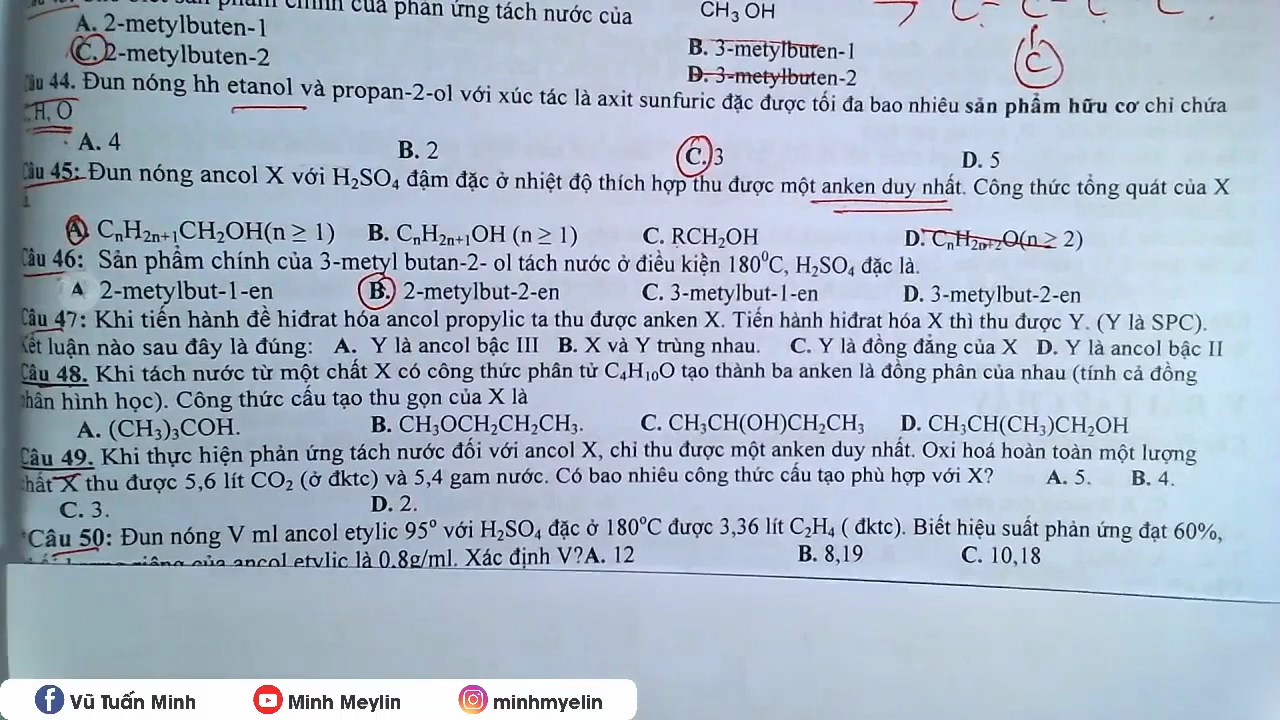 sản phẩm chính của phản ứng tách nước của
CH3 OH
A. 2-metylbuten-1
B. 3-metylbuten-1
C. 2-metylbuten-2
D. 3-metylbuten-2
Câu 44. Đun nóng hh etanol và propan-2-ol với xúc tác là axit sunfuric đặc được tối đa bao nhiêu sản phẩm hữu cơ chỉ chứa
H, O
A. 4 B. 2 C. 3 D. 5
Câu 45: Đun nóng ancol X với H₂SO₄ đậm đặc ở nhiệt độ thích hợp thu được một anken duy nhất. Công thức tổng quát của X
A. CₙH₂ₙ₊₁CH₂OH(n ≥ 1) B. CₙH₂ₙ₊₁OH (n ≥ 1) C. RCH₂OH D. CₙH₂ₙ₊₂O(n ≥ 2)
Câu 46: Sản phẩm chính của 3-metyl butan-2- ol tách nước ở điều kiện 180⁰C, H₂SO₄ đặc là.
A 2-metylbut-1-en B. 2-metylbut-2-en C. 3-metylbut-1-en D. 3-metylbut-2-en
Câu 47: Khi tiến hành đề hiđrat hóa ancol propylic ta thu được anken X. Tiến hành hiđrat hóa X thì thu được Y. (Y là SPC).
Kết luận nào sau đây là đúng: A. Y là ancol bậc III B. X và Y trùng nhau. C. Y là đồng đẳng của X D. Y là ancol bậc II
Câu 48. Khi tách nước từ một chất X có công thức phân tử C₄H₁₀O tạo thành ba anken là đồng phân của nhau (tính cả đồng
phân hình học). Công thức cấu tạo thu gọn của X là
A. (CH₃)₃COH. B. CH₃OCH₂CH₂CH₃. C. CH₃CH(OH)CH₂CH₃ D. CH₃CH(CH₃)CH₂OH
Câu 49. Khi thực hiện phản ứng tách nước đối với ancol X, chỉ thu được một anken duy nhất. Oxi hoá hoàn toàn một lượng
chất X thu được 5,6 lít CO₂ (ở đktc) và 5,4 gam nước. Có bao nhiêu công thức cấu tạo phù hợp với X? A. 5. B. 4.
C. 3. D. 2.
Câu 50: Đun nóng V ml ancol etylic 95° với H₂SO₄ đặc ở 180°C được 3,36 lít C₂H₄ ( đktc). Biết hiệu suất phản ứng đạt 60%,
riêng của ancol etylic là 0.8g/ml. Xác định V?A. 12 B. 8,19 C. 10,18
Vũ Tuấn Minh Minh Meylin minhmyelin